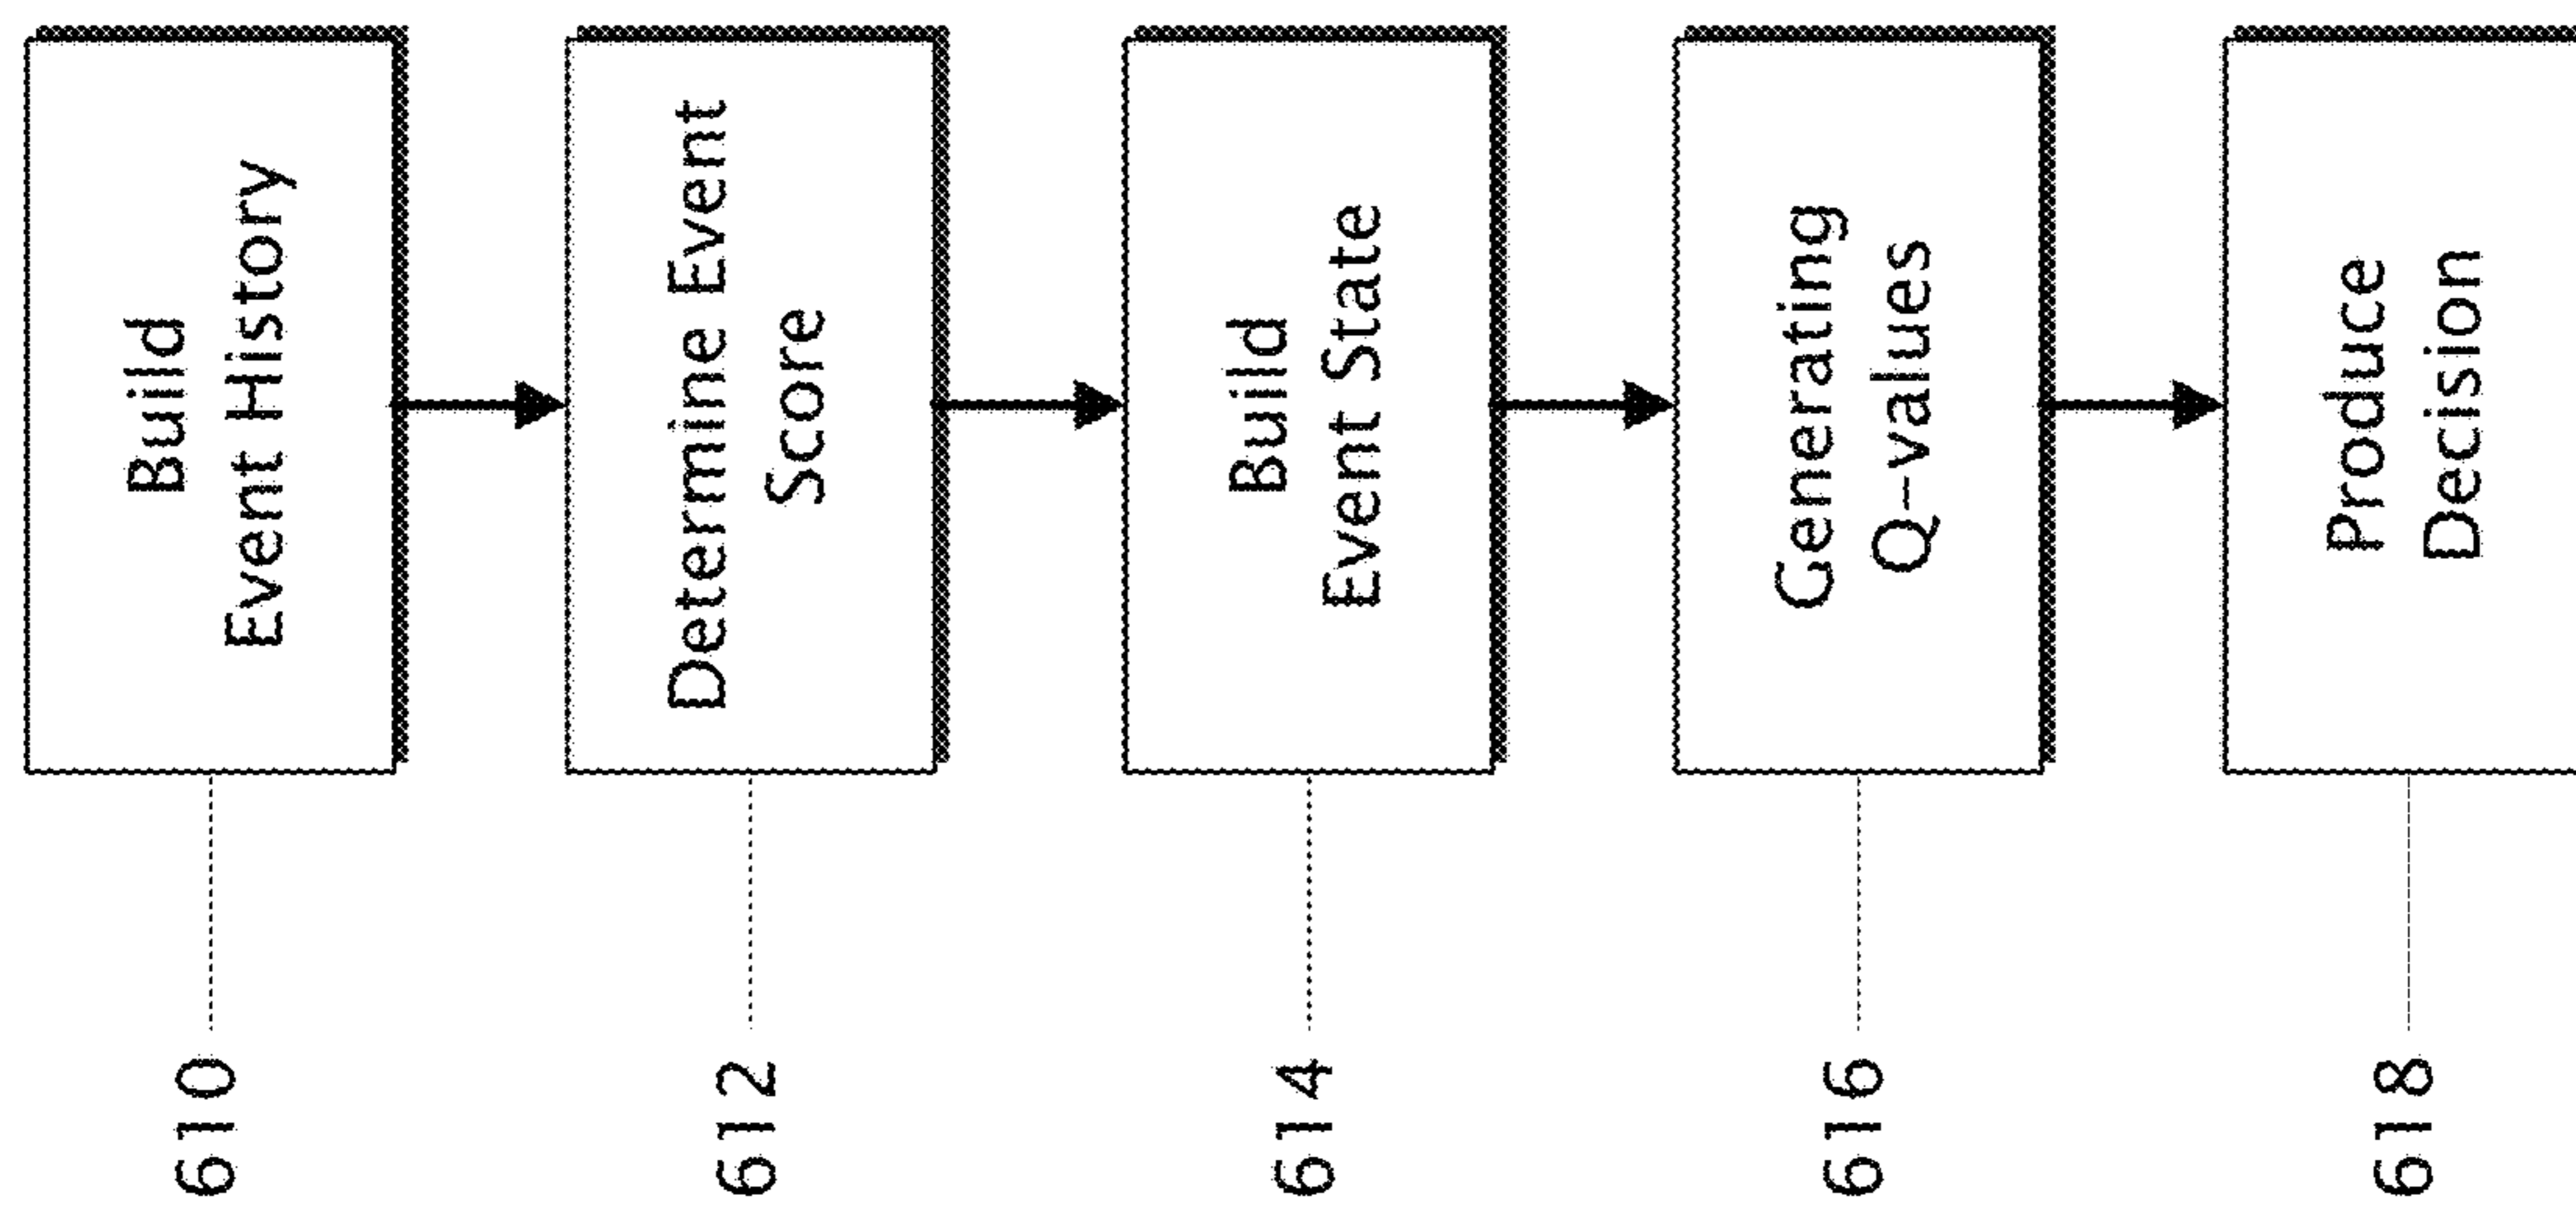 610
Build
Event History
612
Determine Event
Score
614
Build
Event State
616
Generating
Q-values
618
Produce
Decision